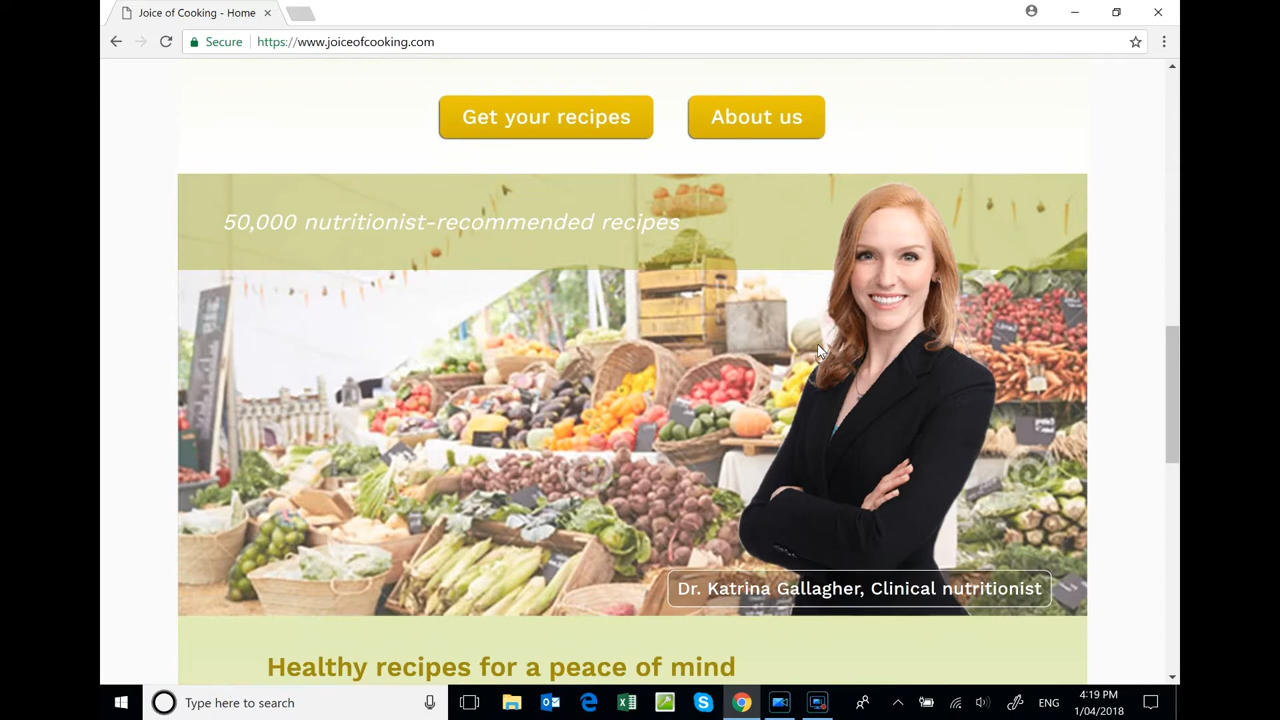 Joice of Cooking - Home
Secure https://www.joiceofcooking.com
Get your recipes About us
50,000 nutritionist-recommended recipes
Dr. Katrina Gallagher, Clinical nutritionist
Healthy recipes for a peace of mind
Type here to search
ENG
4:19 PM
1/04/2018